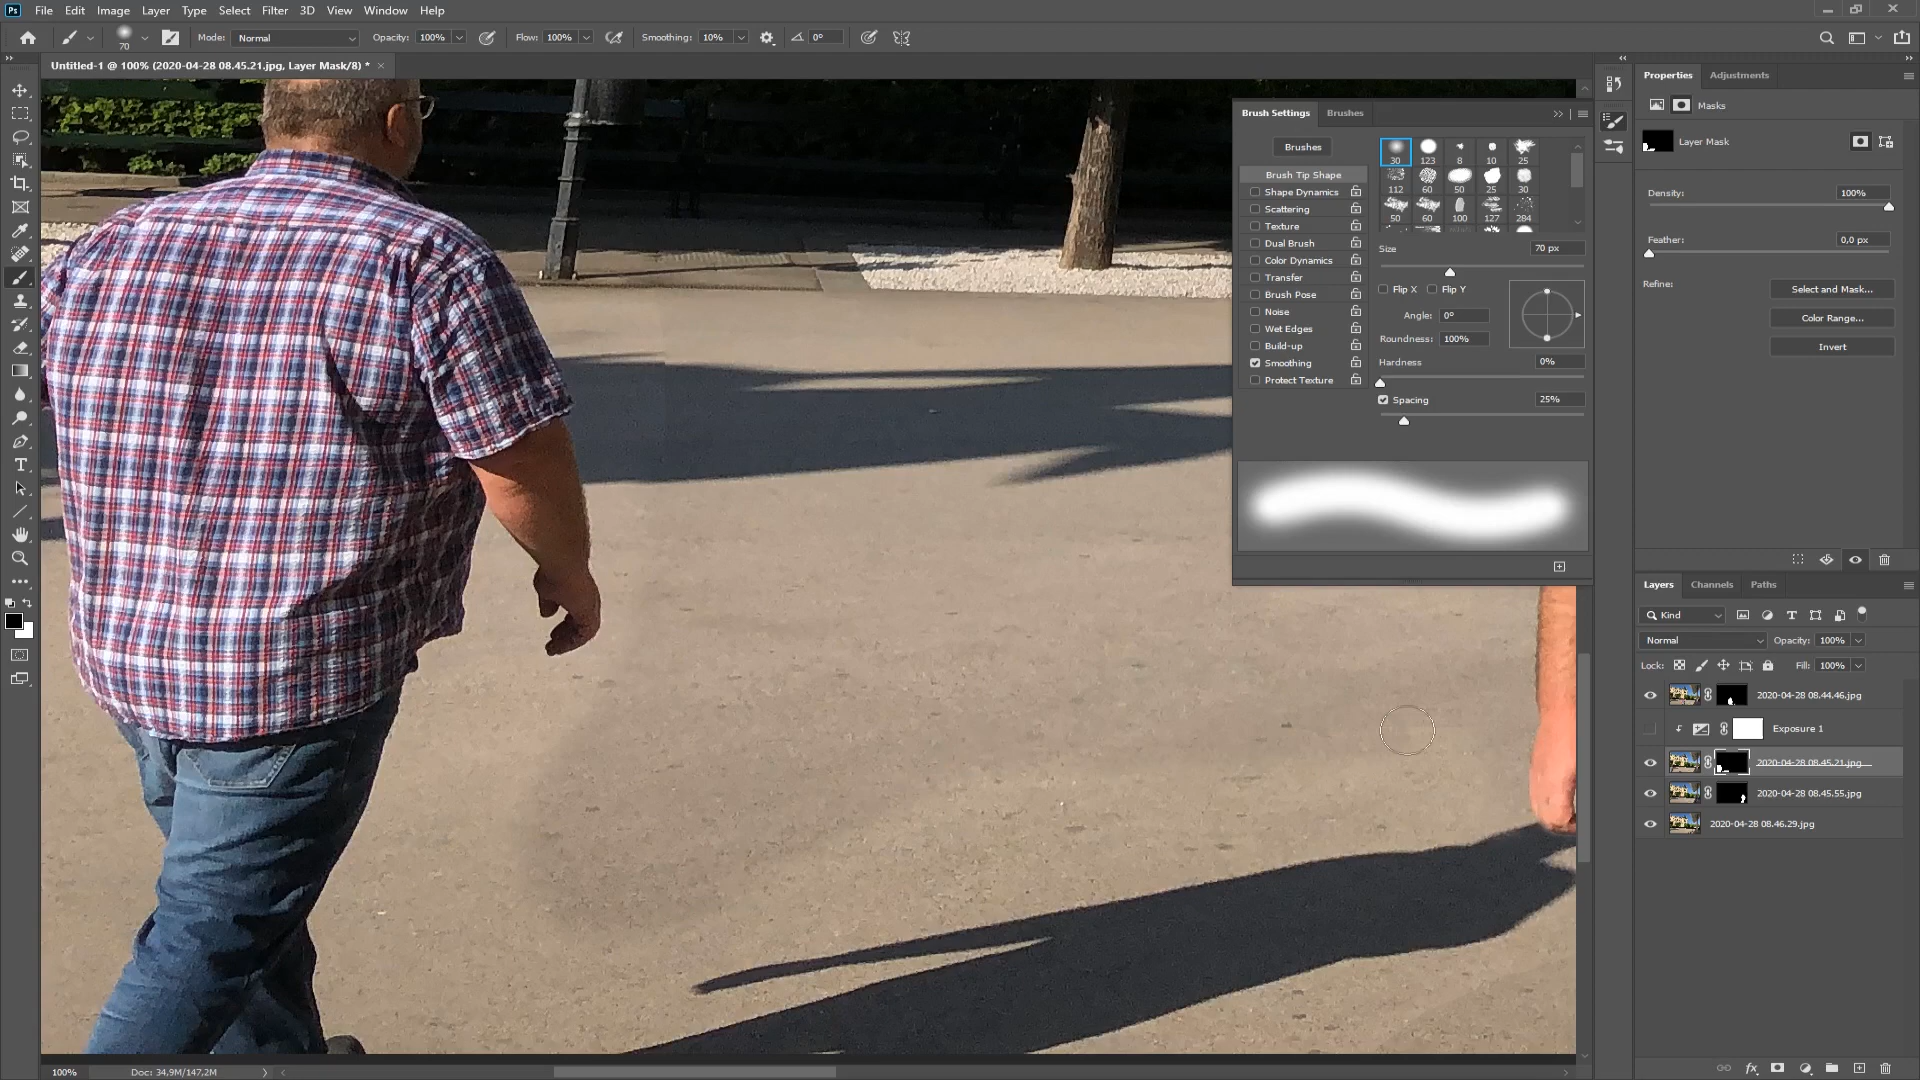 Ps File Edit Image Layer Type Select Filter 3D View Window Help
70 Mode: Normal Opacity: 100% Flow: 100% Smoothing: 10% 0°
Untitled-1 @ 100% (2020-04-28 08.45.21.jpg, Layer Mask/8) * ×
Brush Settings Brushes
Brushes
Brush Tip Shape
Shape Dynamics
Scattering
Texture
Dual Brush
Color Dynamics
Transfer
Brush Pose
Noise
Wet Edges
Build-up
Smoothing
Protect Texture
30 123 8 10 25
112 60 50 25 30
50 60 100 127 284
Size 70 px
Flip X Flip Y
Angle: 0°
Roundness: 100%
Hardness 0%
Spacing 25%
Properties Adjustments
Masks
Layer Mask
Density: 100%
Feather: 0,0 px
Refine: Select and Mask...
Color Range...
Invert
Layers Channels Paths
Kind
Normal Opacity: 100%
Lock: Fill: 100%
2020-04-28 08.44.46.jpg
Exposure 1
2020-04-28 08.45.21.jpg
2020-04-28 08.45.55.jpg
2020-04-28 08.46.29.jpg
100% Doc: 34,9M/147,2M